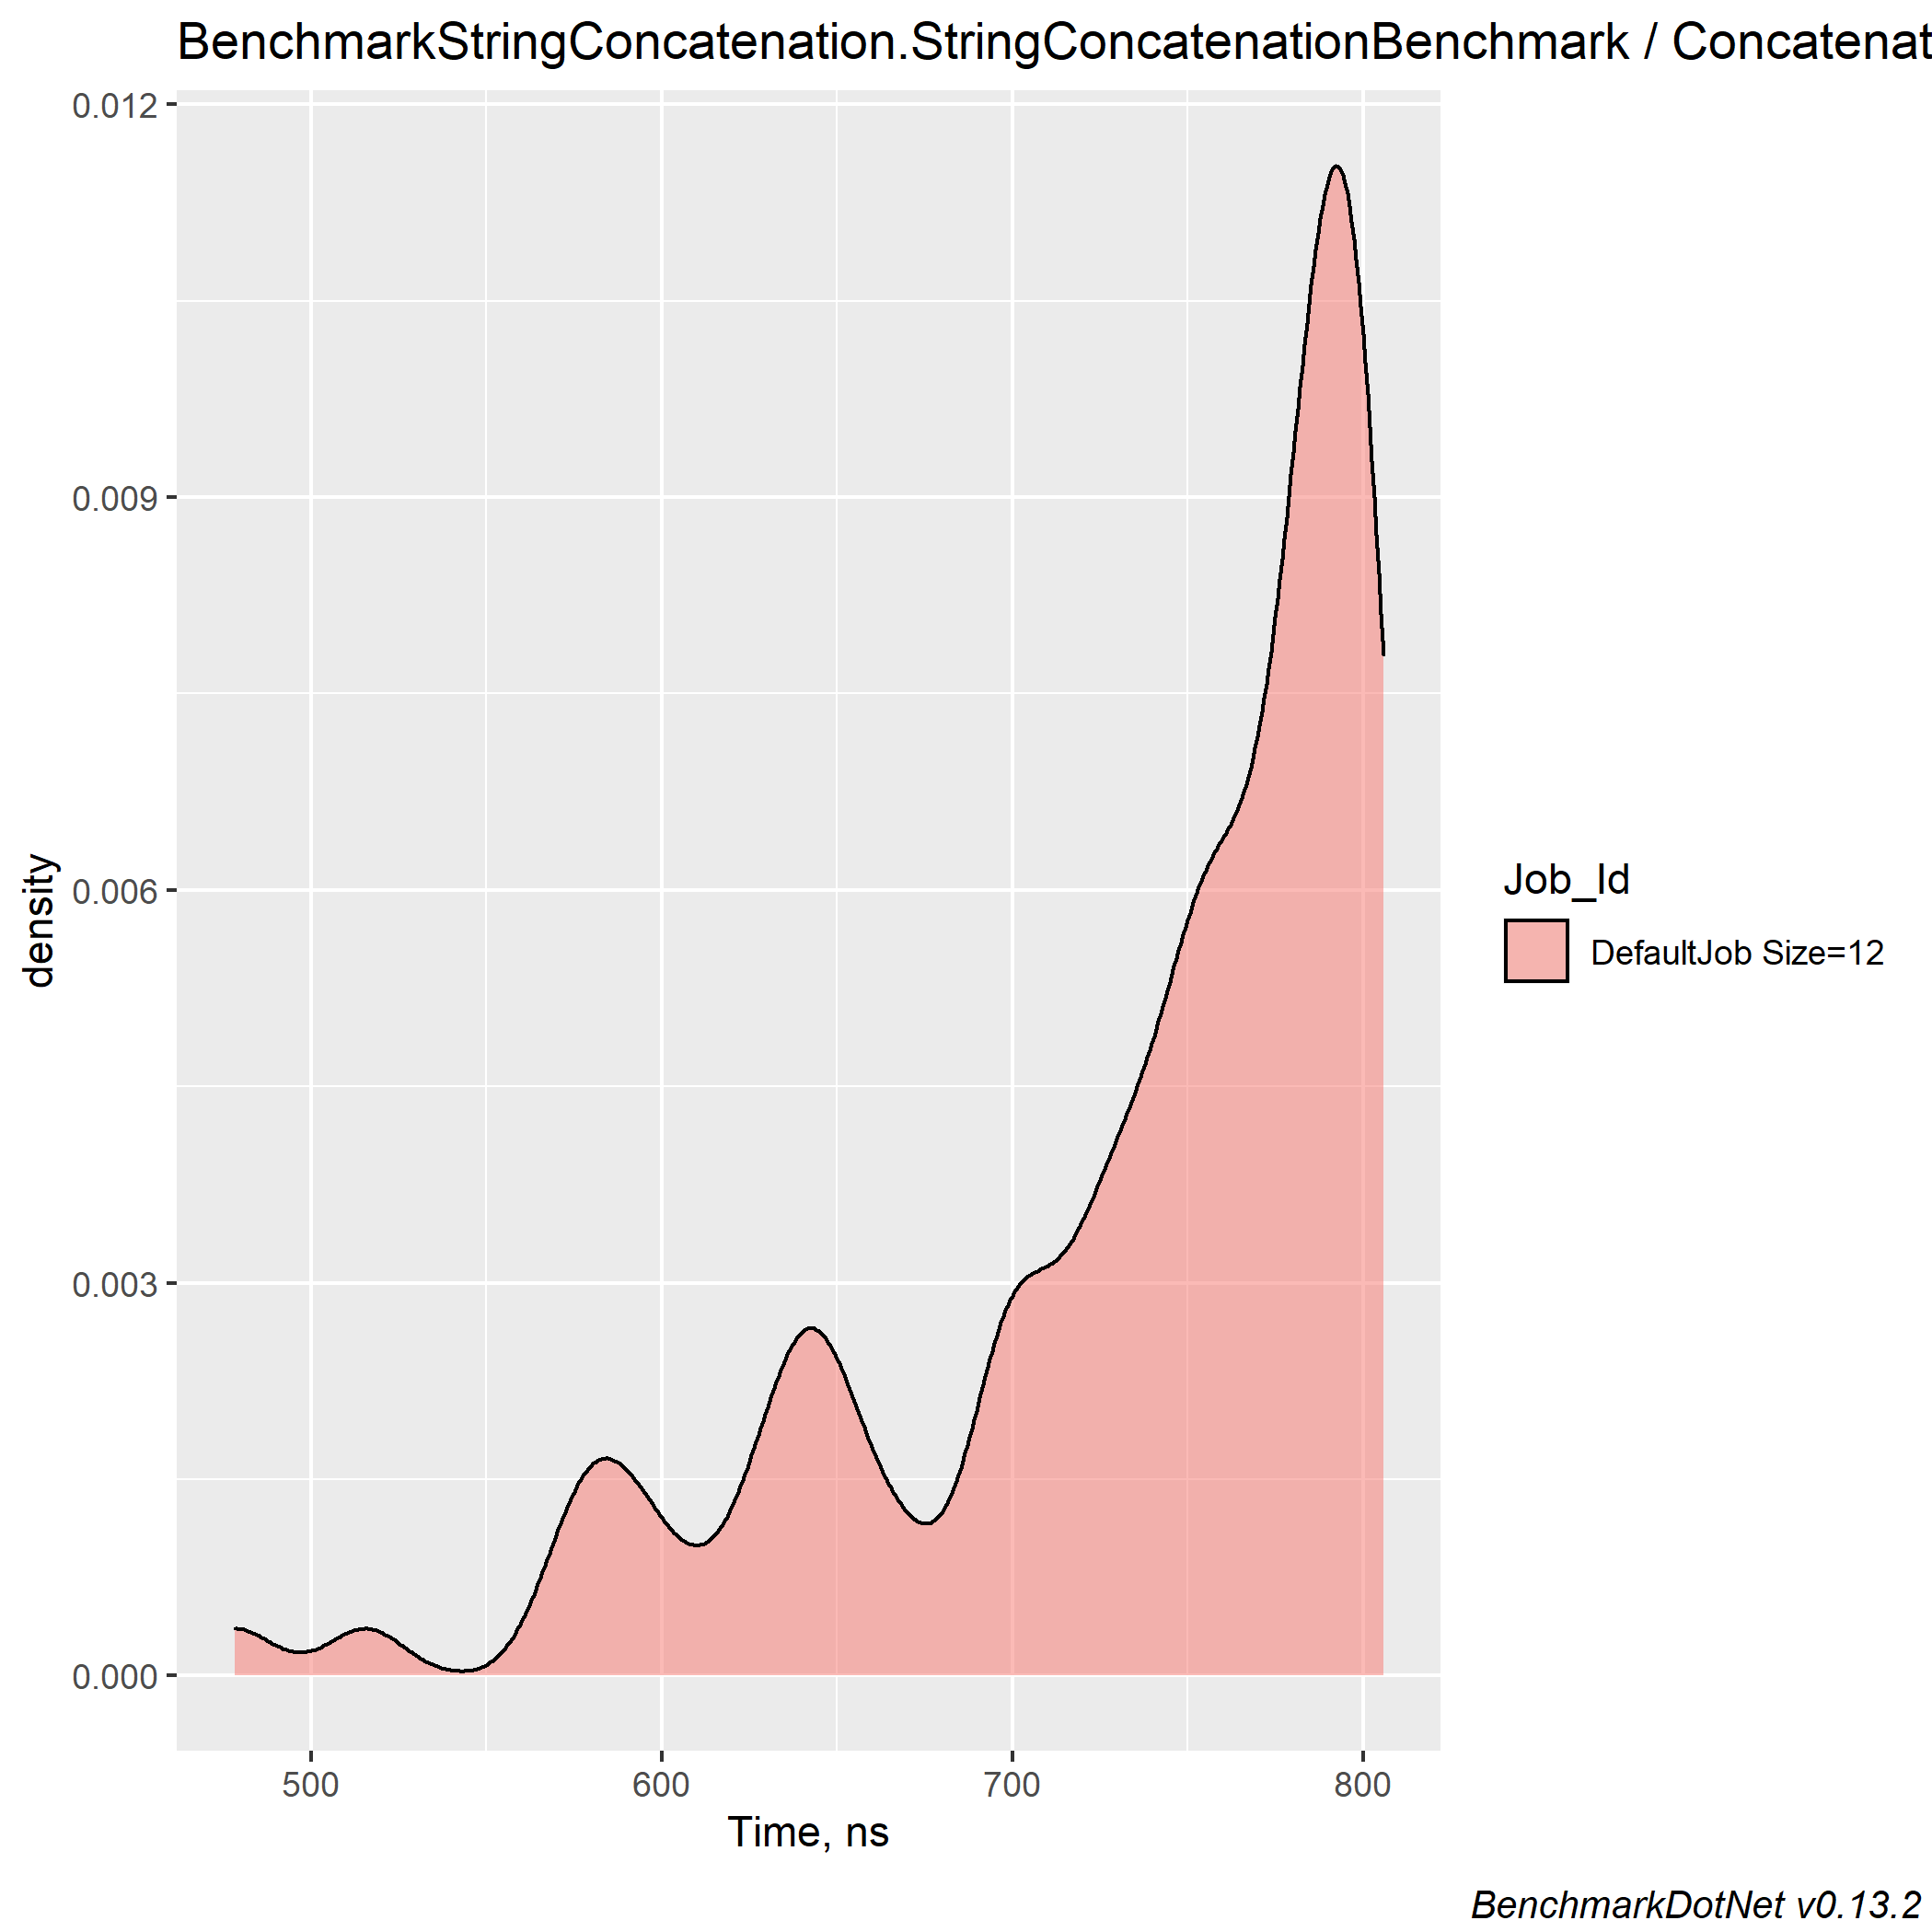 BenchmarkStringConcatenation.StringConcatenationBenchmark / Concatenat
0.012
0.009
0.006
0.003
0.000
density
500
600
700
800
Time, ns
Job_Id
DefaultJob Size=12
BenchmarkDotNet v0.13.2